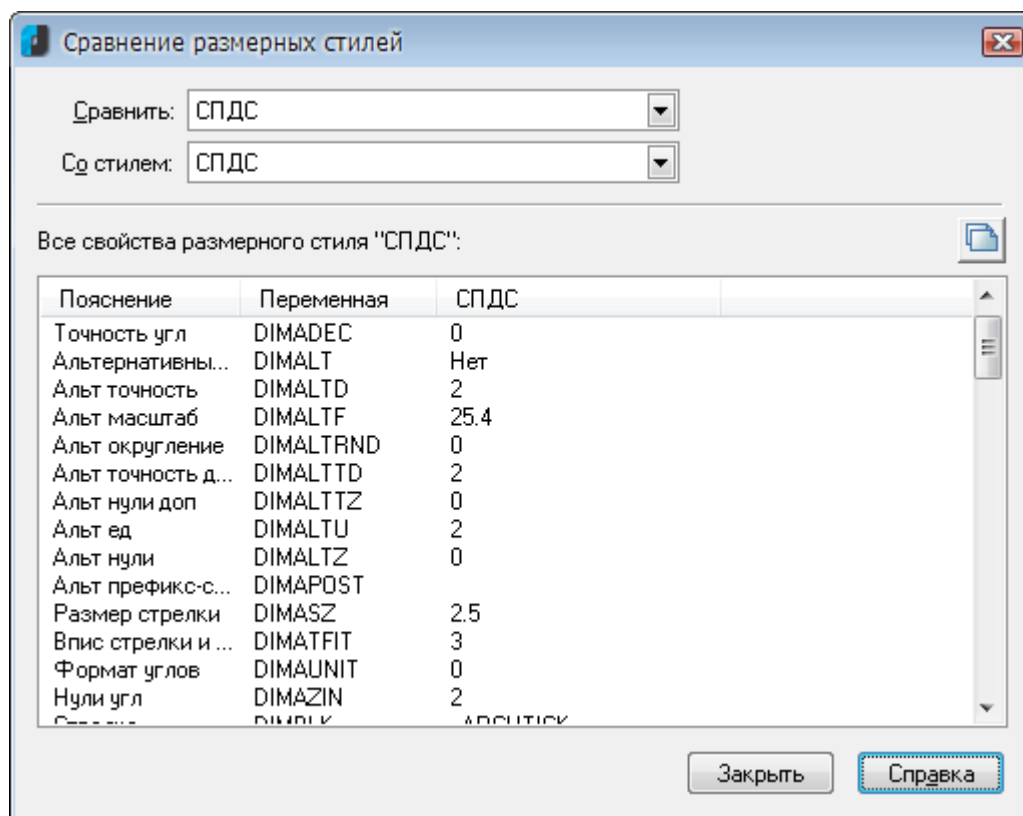 Сравнение размерных стилей
Сравнить: СПДС
Со стилем: СПДС
Все свойства размерного стиля "СПДС":
Пояснение Переменная СПДС
Точность угл DIMADEC 0
Альтернативны... DIMALT Нет
Альт точность DIMALTD 2
Альт масштаб DIMALTF 25.4
Альт округление DIMALTRND 0
Альт точность д... DIMALTTD 2
Альт нули доп DIMALTTZ 0
Альт ед DIMALTU 2
Альт нули DIMALTZ 0
Альт префикс-с... DIMAPOST
Размер стрелки DIMASZ 2.5
Впис стрелки и ... DIMATFIT 3
Формат углов DIMAUNIT 0
Нули угл DIMAZIN 2
DIMBLK
Закрыть Справка